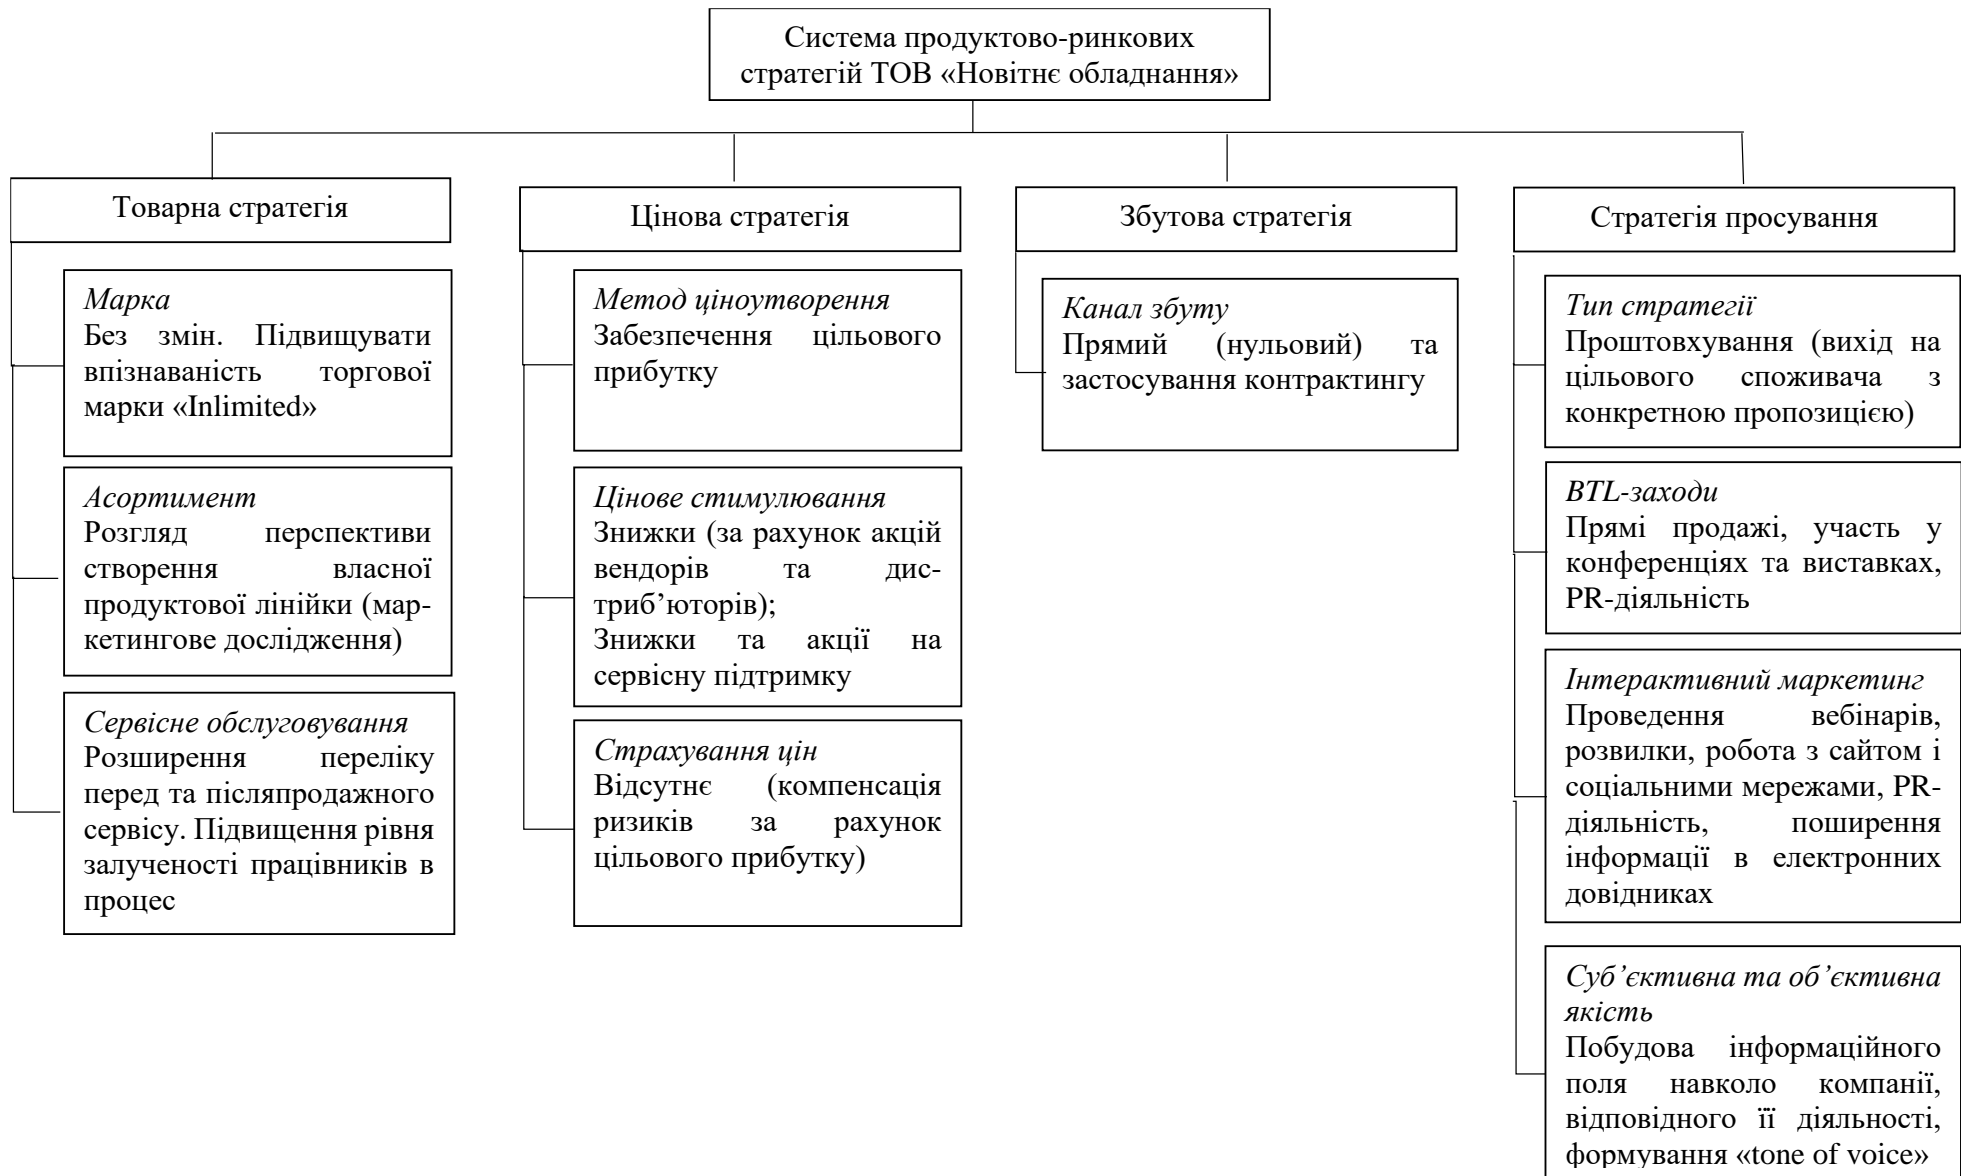 Система продуктово-ринкових
стратегій ТОВ «Новітнє обладнання»
Товарна стратегія
Марка
Без змін. Підвищувати
впізнаваність торгової
марки «Inlimited»
Асортимент
Розгляд перспективи
створення власної
продуктової лінійки (мар-
кетингове дослідження)
Сервісне обслуговування
Розширення переліку
перед та післяпродажного
сервісу. Підвищення рівня
залученості працівників в
процес
Цінова стратегія
Метод ціноутворення
Забезпечення цільового
прибутку
Цінове стимулювання
Знижки (за рахунок акцій
вендорів та дис-
триб’юторів);
Знижки та акції на
сервісну підтримку
Страхування цін
Відсутнє (компенсація
ризиків за рахунок
цільового прибутку)
Збутова стратегія
Канал збуту
Прямий (нульовий) та
застосування контрактингу
Стратегія просування
Тип стратегії
Проштовхування (вихід на
цільового споживача з
конкретною пропозицією)
BTL-заходи
Прямі продажі, участь у
конференціях та виставках,
PR-діяльність
Інтерактивний маркетинг
Проведення вебінарів,
розвилки, робота з сайтом і
соціальними мережами, PR-
діяльність, поширення
інформації в електронних
довідниках
Суб’єктивна та об’єктивна
якість
Побудова інформаційного
поля навколо компанії,
відповідного її діяльності,
формування «tone of voice»